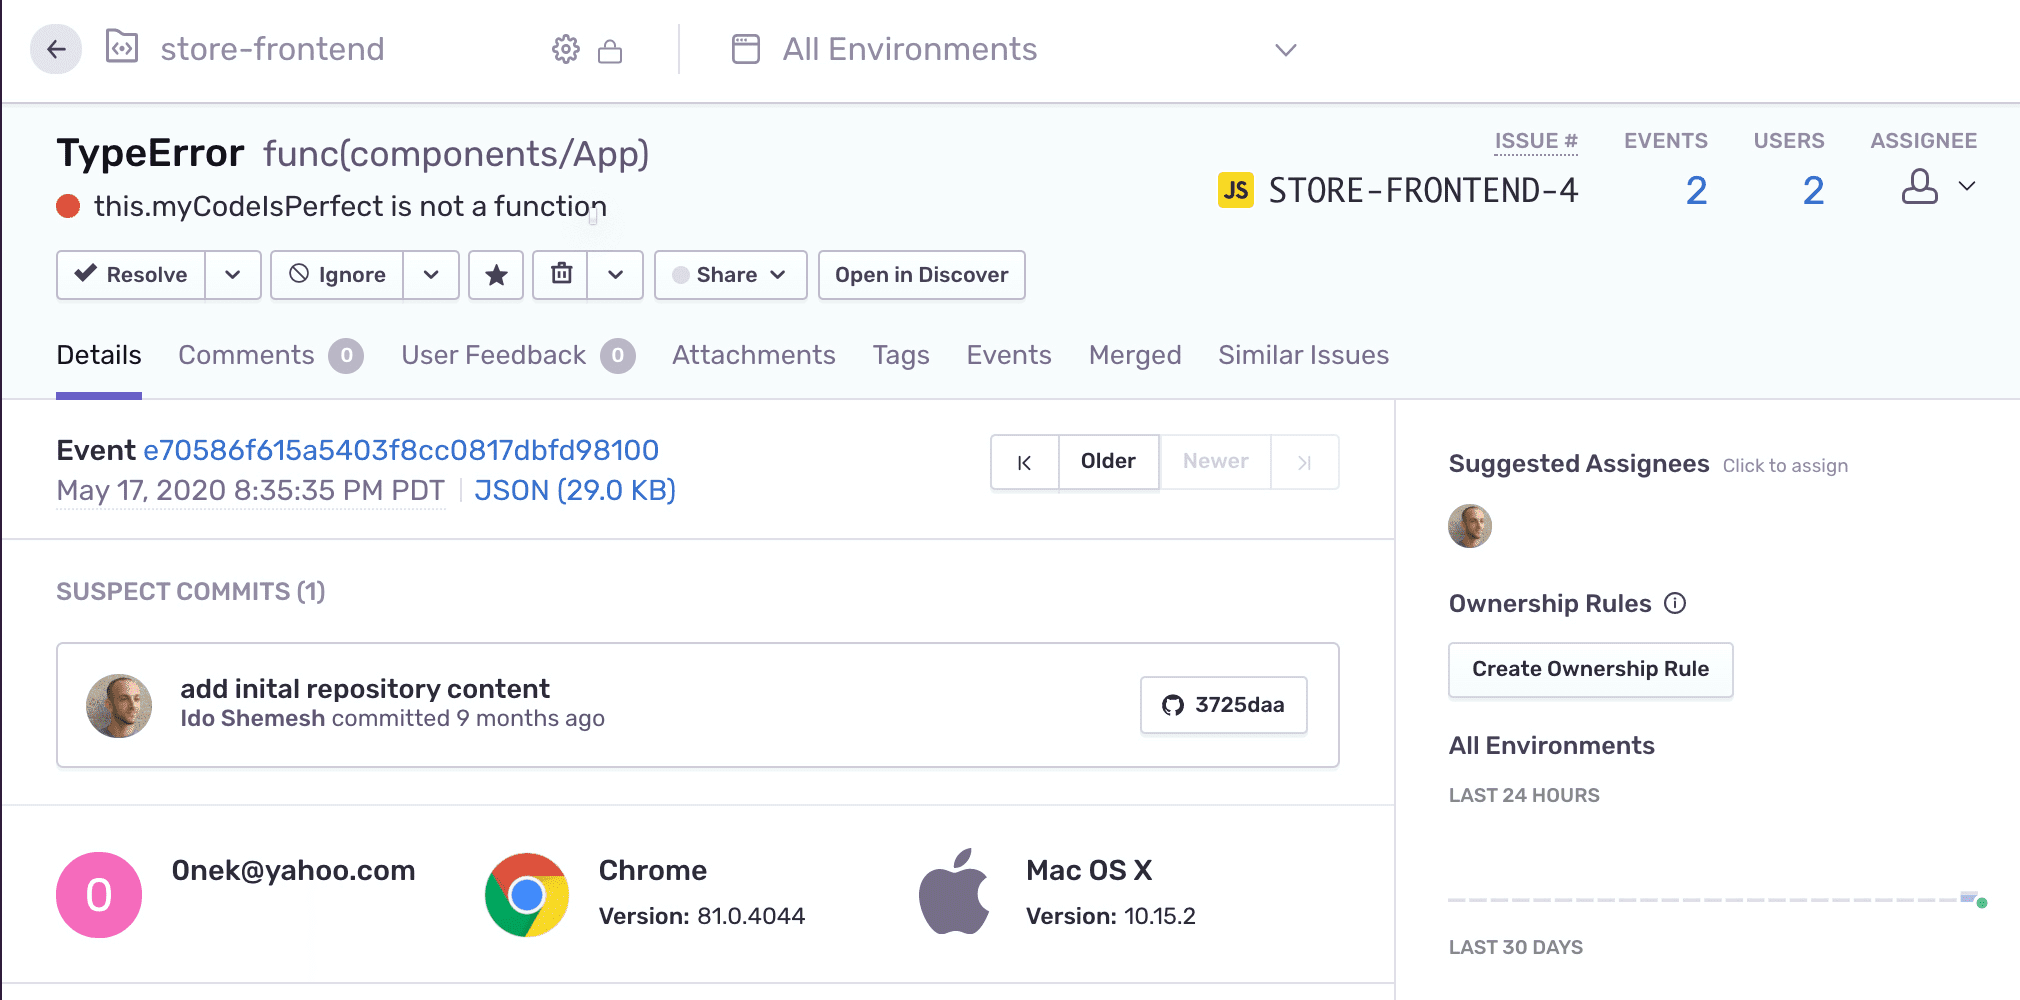 store-frontend
All Environments
TypeError func(components/App)
this.myCodeIsPerfect is not a function
ISSUE #
EVENTS
USERS
ASSIGNEE
JS STORE-FRONTEND-4
2
2
Resolve
Ignore
Share
Open in Discover
Details
Comments 0
User Feedback 0
Attachments
Tags
Events
Merged
Similar Issues
Event e70586f615a5403f8cc0817dbfd98100
May 17, 2020 8:35:35 PM PDT
JSON (29.0 KB)
Older
Newer
SUSPECT COMMITS (1)
add inital repository content
Ido Shemesh committed 9 months ago
3725daa
0
0nek@yahoo.com
Chrome
Version: 81.0.4044
Mac OS X
Version: 10.15.2
Suggested Assignees Click to assign
Ownership Rules
Create Ownership Rule
All Environments
LAST 24 HOURS
LAST 30 DAYS